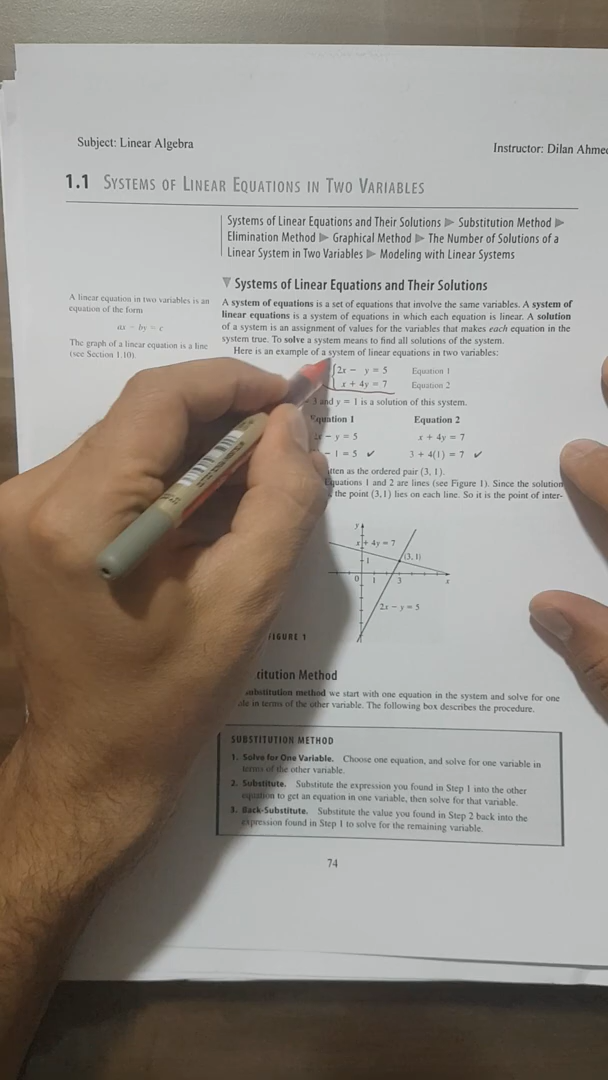 Subject: Linear Algebra
Instructor: Dilan Ahme
1.1 SYSTEMS OF LINEAR EQUATIONS IN TWO VARIABLES
Systems of Linear Equations and Their Solutions ▶ Substitution Method ▶
Elimination Method ▶ Graphical Method ▶ The Number of Solutions of a
Linear System in Two Variables ▶ Modeling with Linear Systems
▼ Systems of Linear Equations and Their Solutions
A linear equation in two variables is an
equation of the form
The graph of a linear equation is a line
(see Section 1.10).
A system of equations is a set of equations that involve the same variables. A system of
linear equations is a system of equations in which each equation is linear. A solution
of a system is an assignment of values for the variables that makes each equation in the
system true. To solve a system means to find all solutions of the system.
Here is an example of a system of linear equations in two variables:
2x − y = 5 Equation 1
x + 4y = 7 Equation 2
3 and y = 1 is a solution of this system.
Equation 1 Equation 2
2x − y = 5 x + 4y = 7
− 1 = 5 ✓ 3 + 4(1) = 7 ✓
as the ordered pair (3, 1).
Equations 1 and 2 are lines (see Figure 1). Since the solution
the point (3, 1) lies on each line. So it is the point of inter-
y
x + 4y = 7
1
(3, 1)
0 1 3 x
2x − y = 5
FIGURE 1
Method
substitution method we start with one equation in the system and solve for one
in terms of the other variable. The following box describes the procedure.
SUBSTITUTION METHOD
1. Solve for One Variable. Choose one equation, and solve for one variable in
terms of the other variable.
2. Substitute. Substitute the expression you found in Step 1 into the other
equation to get an equation in one variable, then solve for that variable.
3. Back-Substitute. Substitute the value you found in Step 2 back into the
expression found in Step 1 to solve for the remaining variable.
74